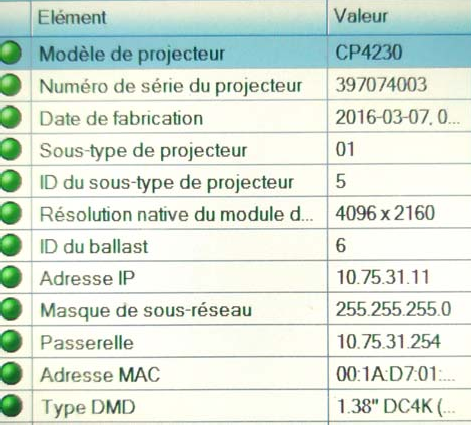 Elément Valeur
Modèle de projecteur CP4230
Numéro de série du projecteur 397074003
Date de fabrication 2016-03-07, 0...
Sous-type de projecteur 01
ID du sous-type de projecteur 5
Résolution native du module d... 4096 x 2160
ID du ballast 6
Adresse IP 10.75.31.11
Masque de sous-réseau 255.255.255.0
Passerelle 10.75.31.254
Adresse MAC 00:1A:D7:01:...
Type DMD 1.38" DC4K (...